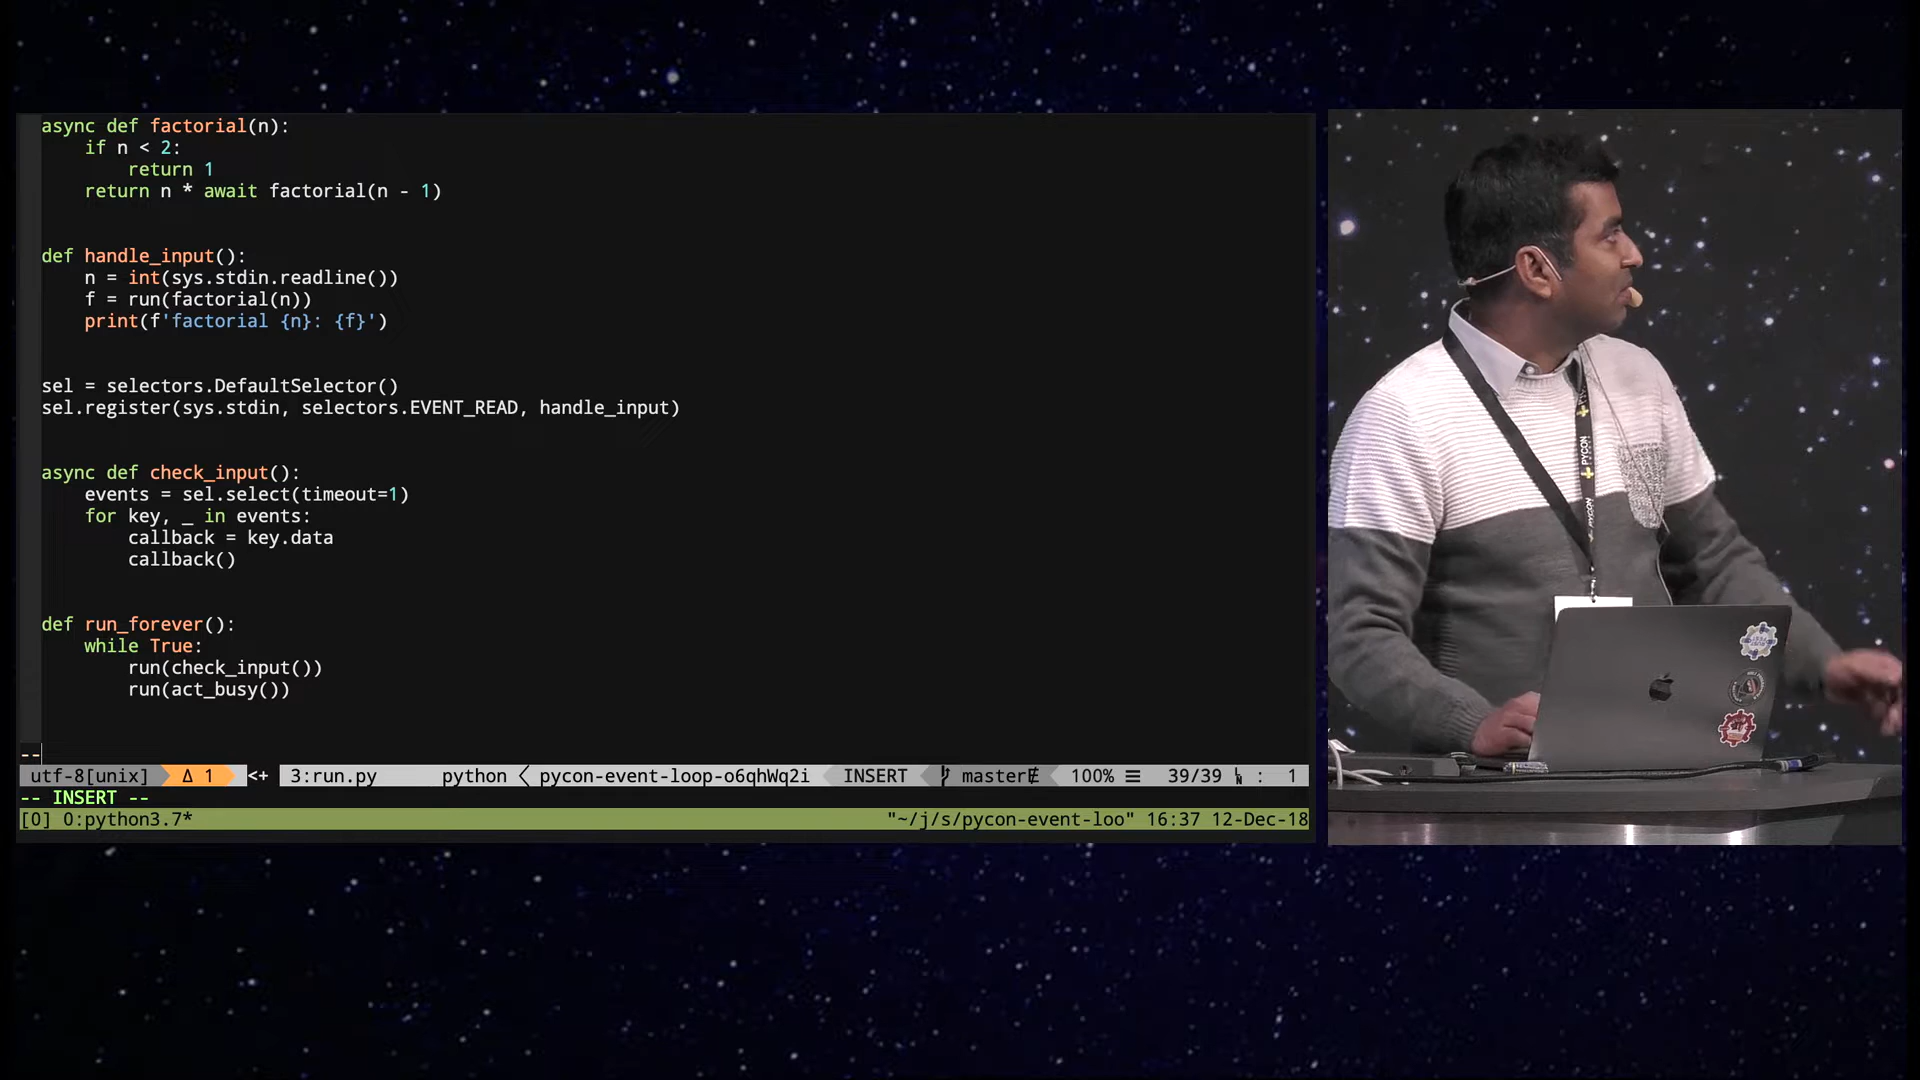 async def factorial(n):
    if n < 2:
        return 1
    return n * await factorial(n - 1)
def handle_input():
    n = int(sys.stdin.readline())
    f = run(factorial(n))
    print(f'factorial {n}: {f}')
sel = selectors.DefaultSelector()
sel.register(sys.stdin, selectors.EVENT_READ, handle_input)
async def check_input():
    events = sel.select(timeout=1)
    for key, _ in events:
        callback = key.data
        callback()
def run_forever():
    while True:
        run(check_input())
        run(act_busy())
--
utf-8[unix] Δ 1 <+ 3:run.py python < pycon-event-loop-o6qhWq2i INSERT master 100% ☰ 39/39 : 1
-- INSERT --
[0] 0:python3.7* "~/j/s/pycon-event-loo" 16:37 12-Dec-18
PYCON